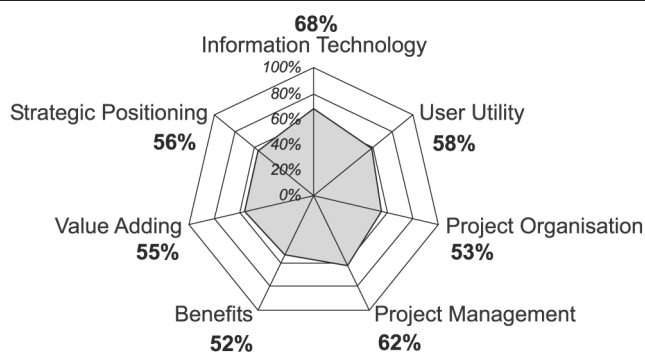 68%
Information Technology
100%
80%
60%
40%
20%
0%
Strategic Positioning
56%
User Utility
58%
Value Adding
55%
Project Organisation
53%
Benefits
52%
Project Management
62%